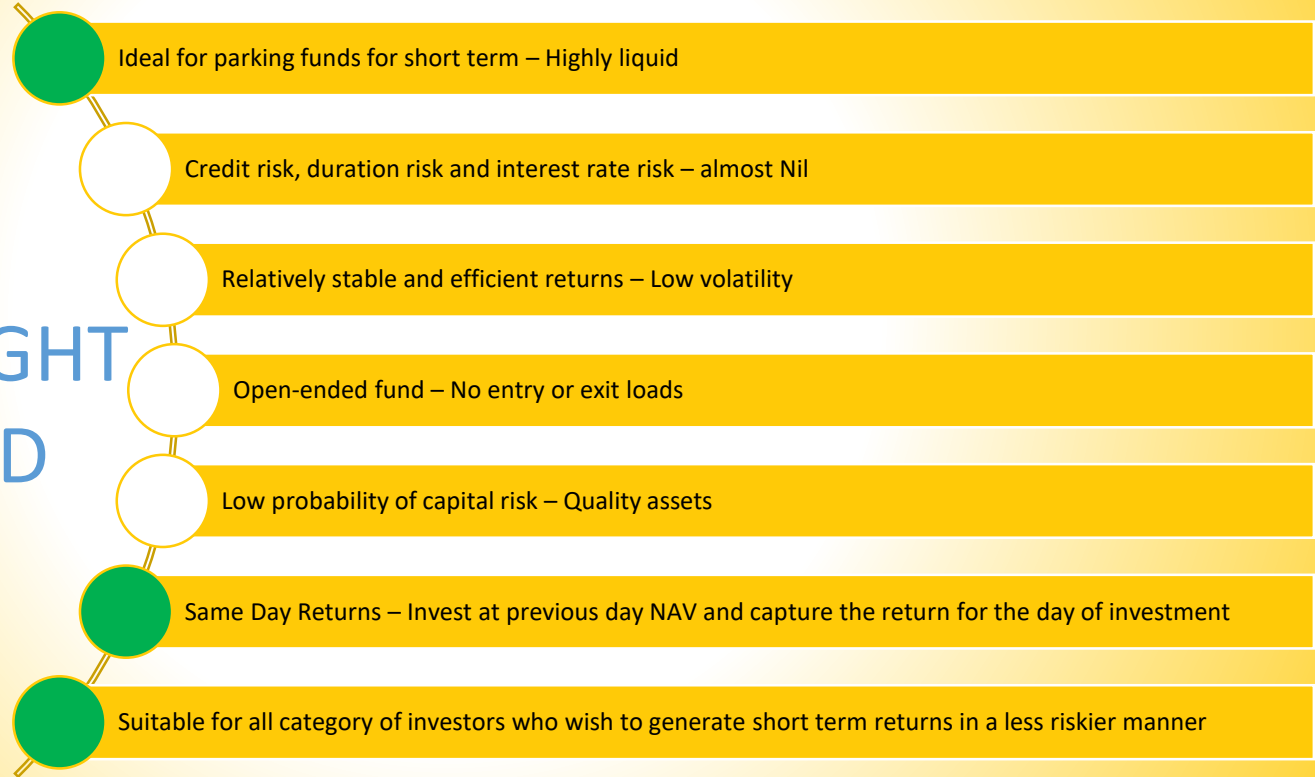 Ideal for parking funds for short term – Highly liquid
Credit risk, duration risk and interest rate risk – almost Nil
Relatively stable and efficient returns – Low volatility
GHT
D
Open-ended fund – No entry or exit loads
Low probability of capital risk – Quality assets
Same Day Returns – Invest at previous day NAV and capture the return for the day of investment
Suitable for all category of investors who wish to generate short term returns in a less riskier manner